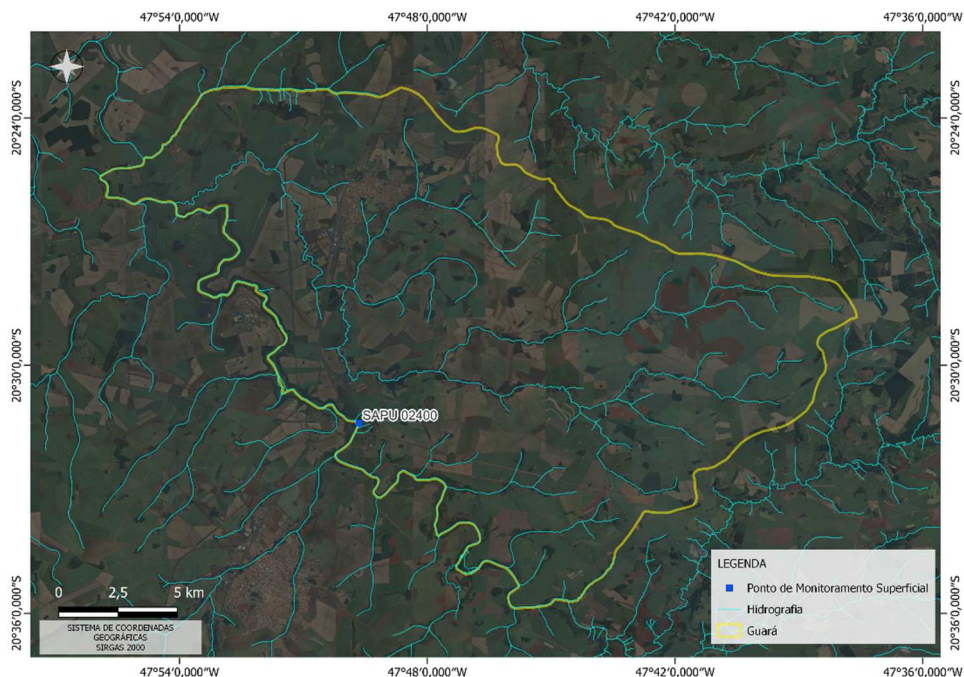 47°54'0,000"W 47°48'0,000"W 47°42'0,000"W 47°36'0,000"W
20°24'0,000"S 20°24'0,000"S
20°30'0,000"S 20°30'0,000"S
SAPU 02400
20°36'0,000"S 20°36'0,000"S
LEGENDA
Ponto de Monitoramento Superficial
Hidrografia
Guará
0 2,5 5 km
SISTEMA DE COORDENADAS
GEOGRÁFICAS
SIRGAS 2000
47°54'0,000"W 47°48'0,000"W 47°42'0,000"W 47°36'0,000"W